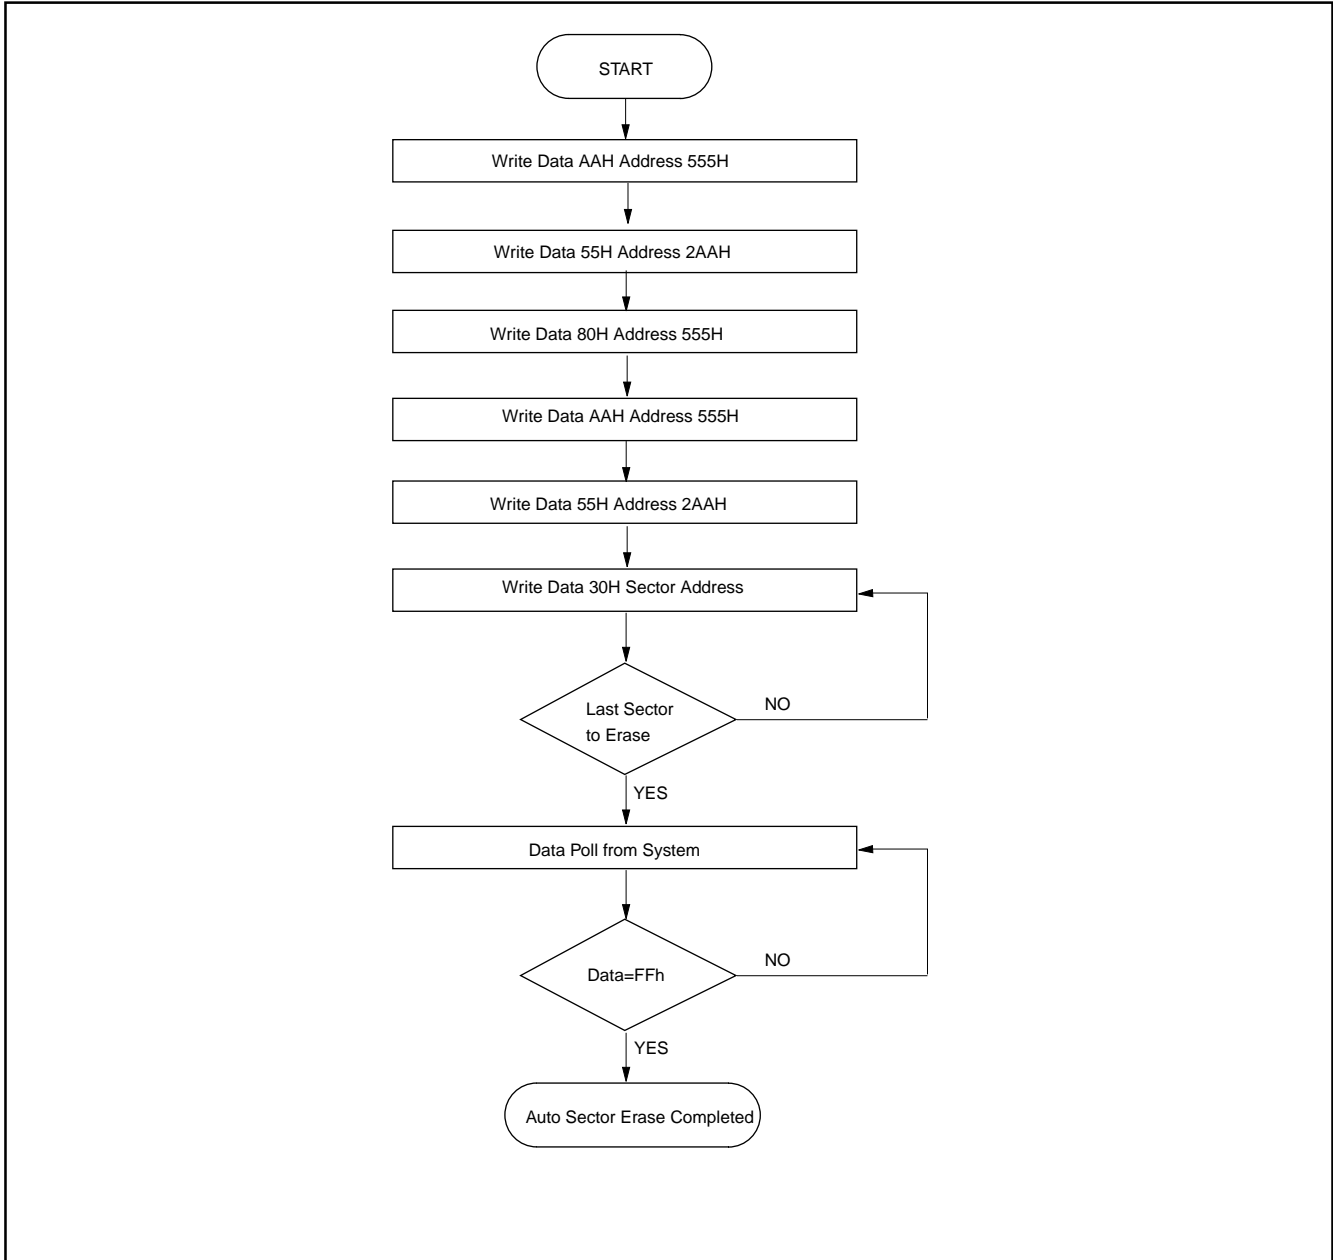 START
Write Data AAH Address 555H
Write Data 55H Address 2AAH
Write Data 80H Address 555H
Write Data AAH Address 555H
Write Data 55H Address 2AAH
Write Data 30H Sector Address
Last Sector
to Erase
NO
YES
Data Poll from System
Data=FFh
NO
YES
Auto Sector Erase Completed